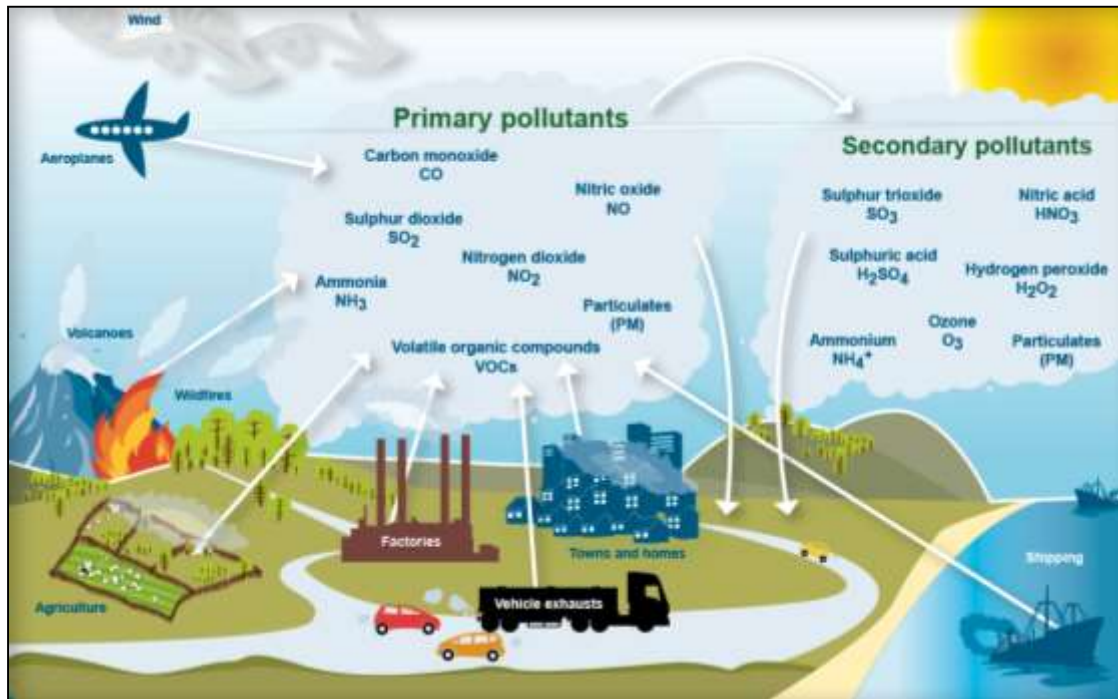 Wind
Aeroplanes
Primary pollutants
Carbon monoxide
CO
Nitric oxide
NO
Sulphur dioxide
SO₂
Nitrogen dioxide
NO₂
Ammonia
NH₃
Particulates
(PM)
Volatile organic compounds
VOCs
Secondary pollutants
Sulphur trioxide
SO₃
Nitric acid
HNO₃
Sulphuric acid
H₂SO₄
Hydrogen peroxide
H₂O₂
Ozone
O₃
Ammonium
NH₄⁺
Particulates
(PM)
Volcanoes
Wildfires
Agriculture
Factories
Towns and homes
Vehicle exhausts
Shipping